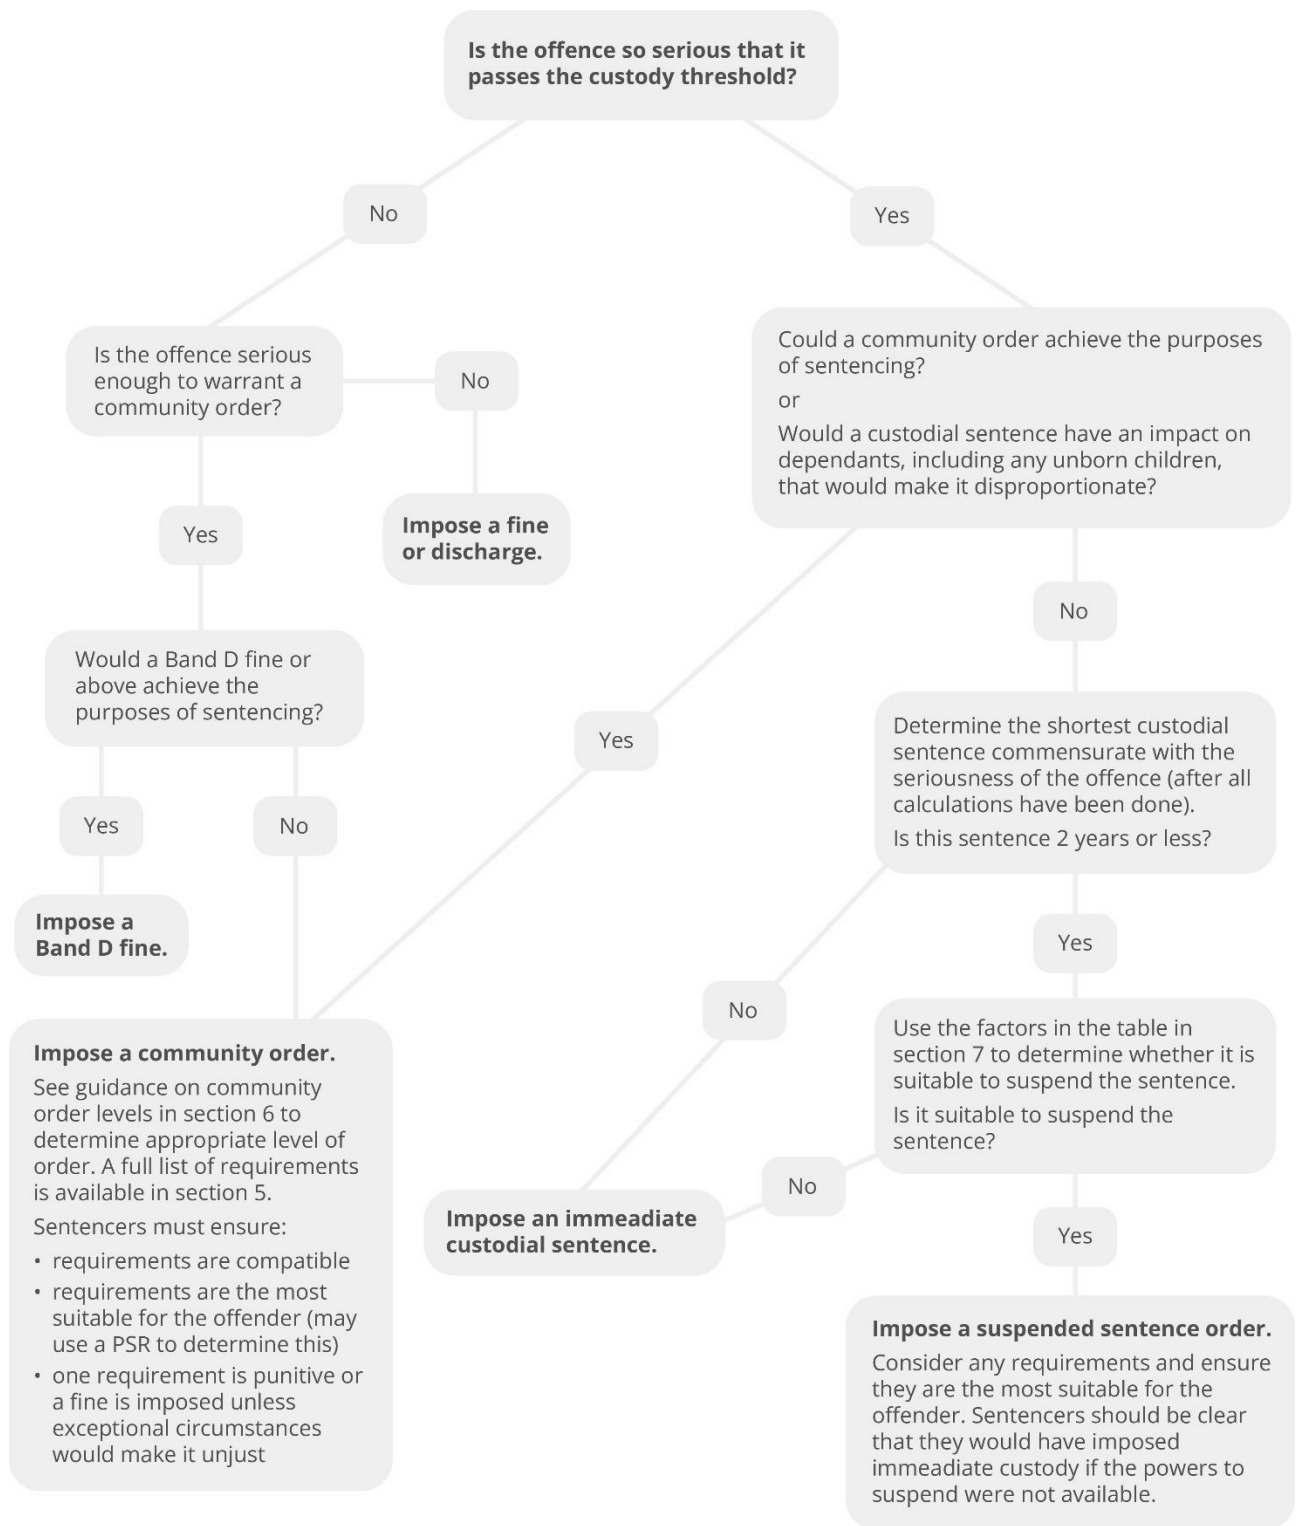 Is the offence so serious that it
passes the custody threshold?
No
Yes
Is the offence serious
enough to warrant a
community order?
No
Could a community order achieve the purposes
of sentencing?
or
Would a custodial sentence have an impact on
dependants, including any unborn children,
that would make it disproportionate?
Yes
Impose a fine
or discharge.
No
Would a Band D fine or
above achieve the
purposes of sentencing?
Yes
Determine the shortest custodial
sentence commensurate with the
seriousness of the offence (after all
calculations have been done).
Is this sentence 2 years or less?
Yes
No
Impose a
Band D fine.
Yes
No
Impose a community order.
See guidance on community
order levels in section 6 to
determine appropriate level of
order. A full list of requirements
is available in section 5.
Sentencers must ensure:
• requirements are compatible
• requirements are the most
suitable for the offender (may
use a PSR to determine this)
• one requirement is punitive or
a fine is imposed unless
exceptional circumstances
would make it unjust
Use the factors in the table in
section 7 to determine whether it is
suitable to suspend the sentence.
Is it suitable to suspend the
sentence?
No
Impose an immeadiate
custodial sentence.
Yes
Impose a suspended sentence order.
Consider any requirements and ensure
they are the most suitable for the
offender. Sentencers should be clear
that they would have imposed
immeadiate custody if the powers to
suspend were not available.